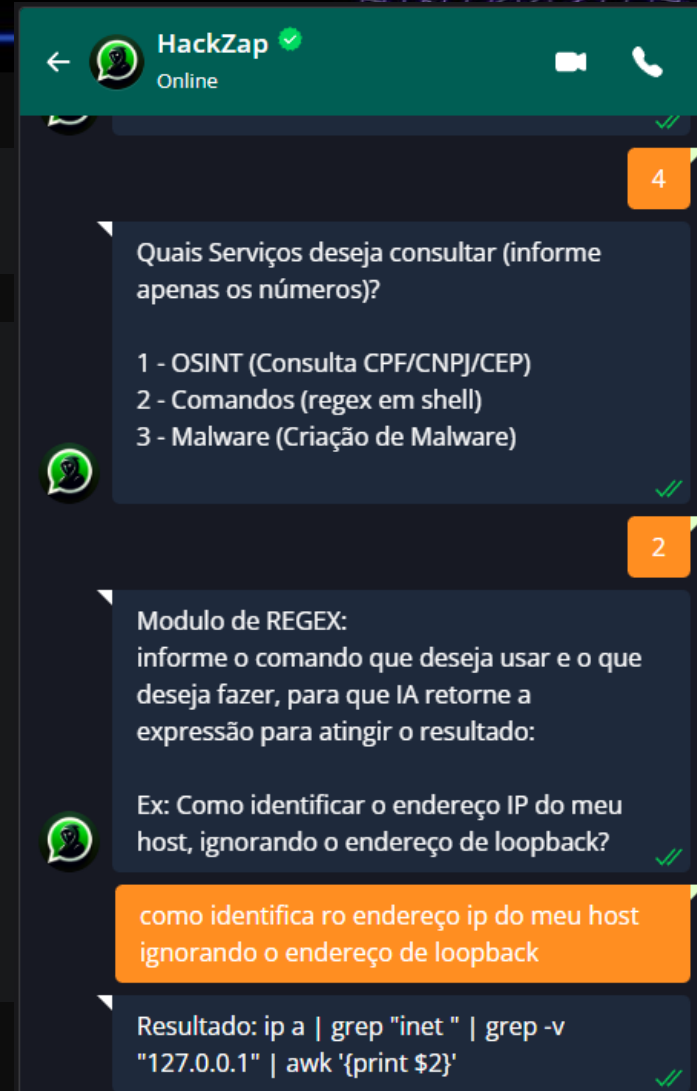 HackZap
Online
4
Quais Serviços deseja consultar (informe
apenas os números)?
1 - OSINT (Consulta CPF/CNPJ/CEP)
2 - Comandos (regex em shell)
3 - Malware (Criação de Malware)
2
Modulo de REGEX:
informe o comando que deseja usar e o que
deseja fazer, para que IA retorne a
expressão para atingir o resultado:
Ex: Como identificar o endereço IP do meu
host, ignorando o endereço de loopback?
como identifica ro endereço ip do meu host
ignorando o endereço de loopback
Resultado: ip a | grep "inet " | grep -v
"127.0.0.1" | awk '{print $2}'